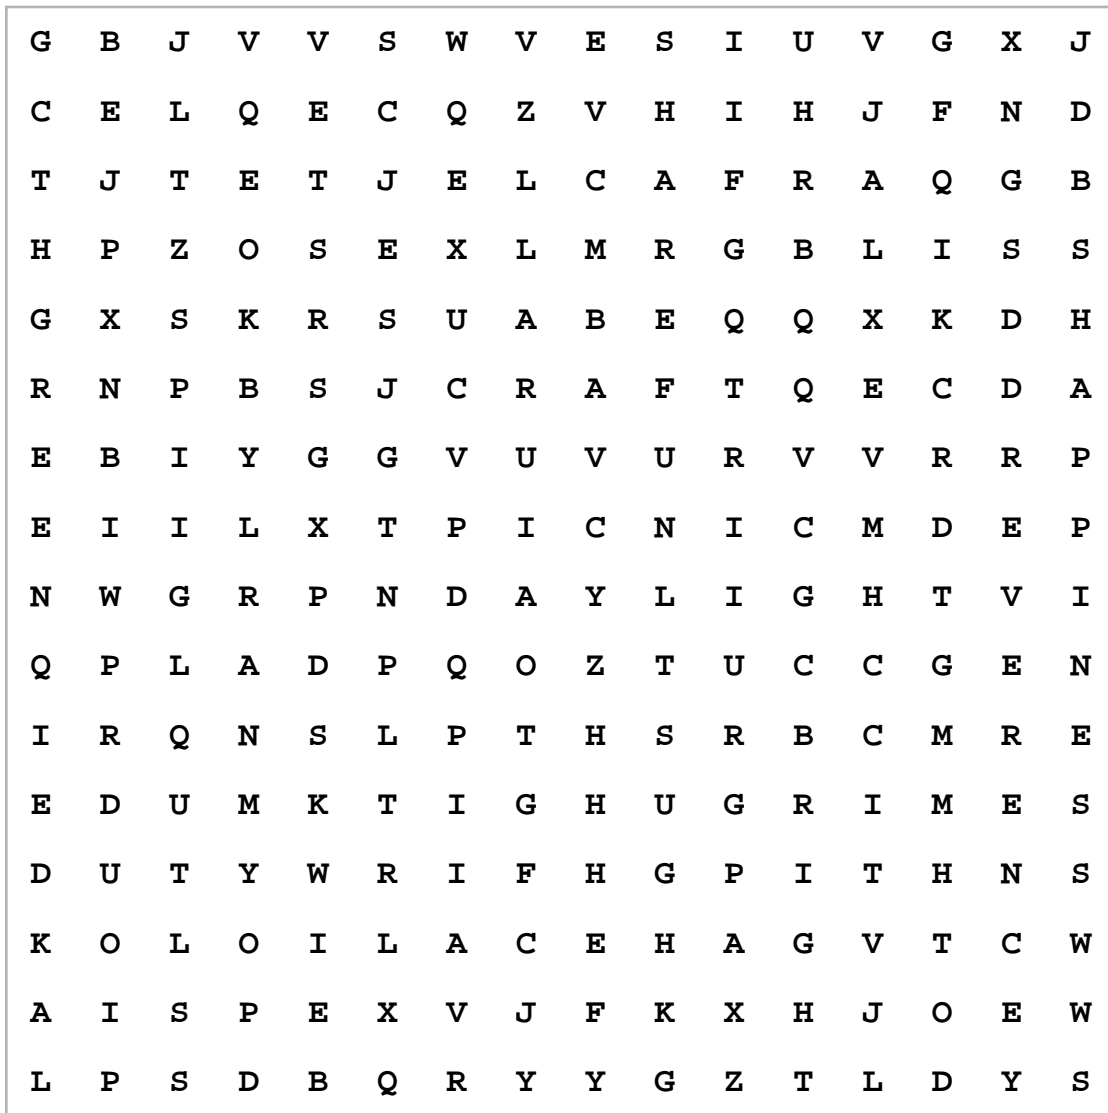 G B J V V S W V E S I U V G X J
C E L Q E C Q Z V H I H J F N D
T J T E T J E L C A F R A Q G B
H P Z O S E X L M R G B L I S S
G X S K R S U A B E Q Q X K D H
R N P B S J C R A F T Q E C D A
E B I Y G G V U V U R V V R R P
E I I L X T P I C N I C M D E P
N W G R P N D A Y L I G H T V I
Q P L A D P Q O Z T U C C G E N
I R Q N S L P T H S R B C M R E
E D U M K T I G H U G R I M E S
D U T Y W R I F H G P I T H N S
K O L O I L A C E H A G V T C W
A I S P E X V J F K X H J O E W
L P S D B Q R Y Y G Z T L D Y S